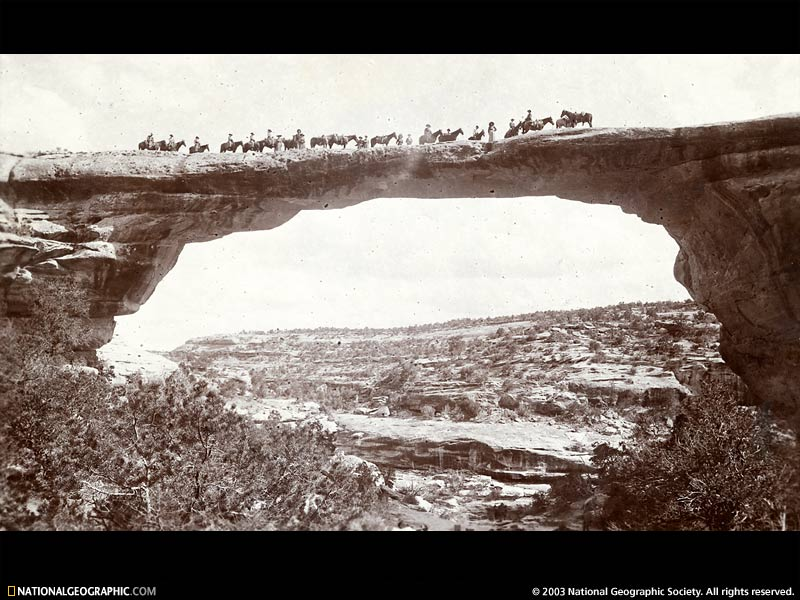 NATIONALGEOGRAPHIC.COM
© 2003 National Geographic Society. All rights reserved.